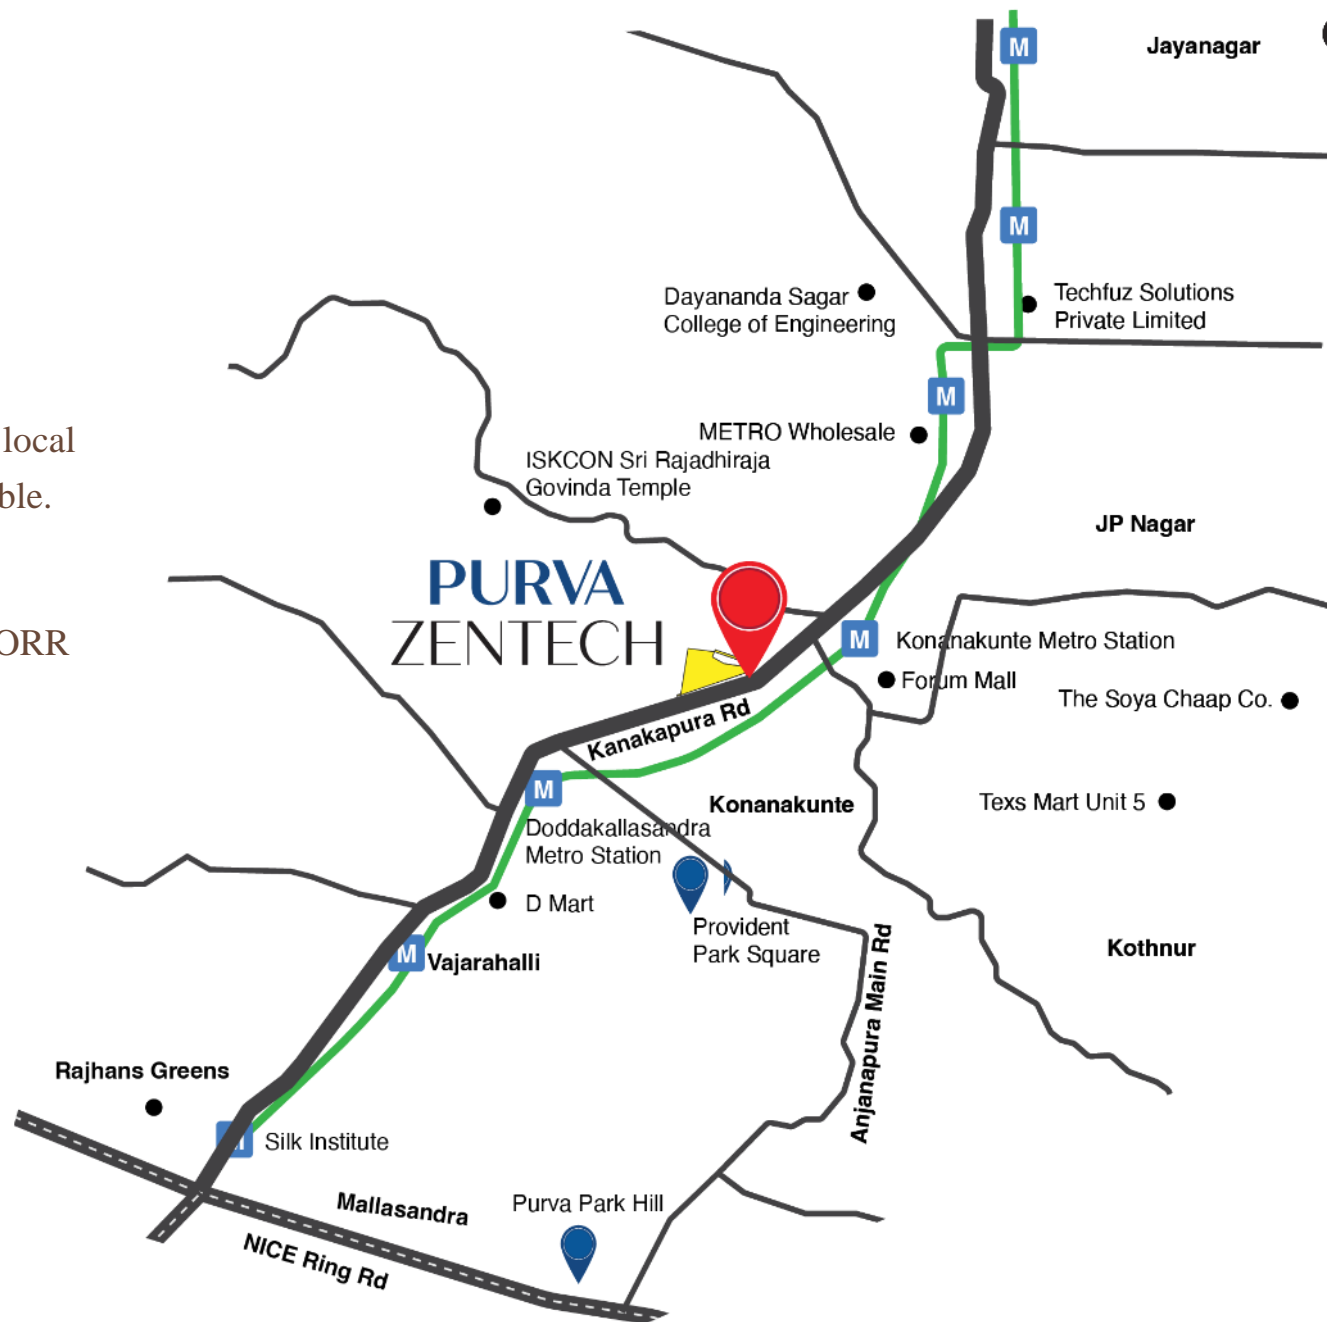 M
Jayanagar
M
Dayananda Sagar
College of Engineering
Techfuz Solutions
Private Limited
M
METRO Wholesale
local
ISKCON Sri Rajadhiraja
Govinda Temple
ble.
JP Nagar
PURVA
ZENTECH
ORR
M
Konanakunte Metro Station
Forum Mall
The Soya Chaap Co.
Kanakapura Rd
M
Konanakunte
Texs Mart Unit 5
Doddakallasandra
Metro Station
D Mart
Provident
Park Square
M
Vajarahalli
Kothnur
Anjanapura Main Rd
Rajhans Greens
M
Silk Institute
Mallasandra
Purva Park Hill
NICE Ring Rd